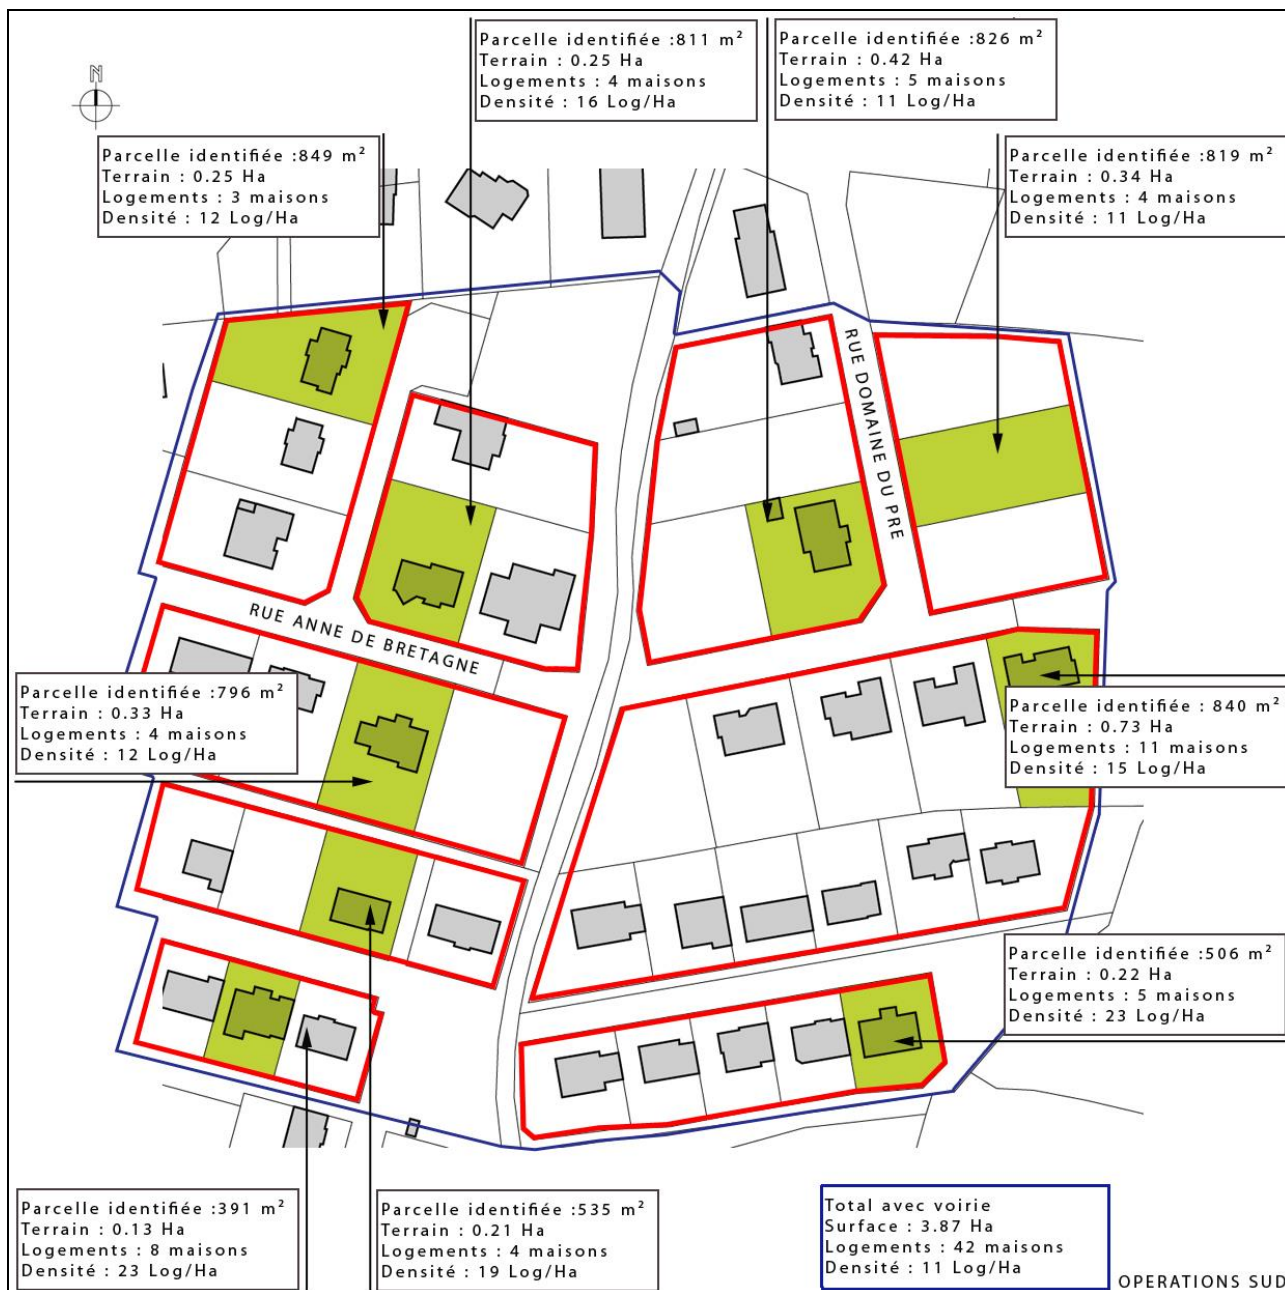 Parcelle identifiée :811 m²
Terrain : 0.25 Ha
Logements : 4 maisons
Densité : 16 Log/Ha
Parcelle identifiée :826 m²
Terrain : 0.42 Ha
Logements : 5 maisons
Densité : 11 Log/Ha
N
Parcelle identifiée :849 m²
Terrain : 0.25 Ha
Logements : 3 maisons
Densité : 12 Log/Ha
Parcelle identifiée :819 m²
Terrain : 0.34 Ha
Logements : 4 maisons
Densité : 11 Log/Ha
RUE DOMAINE DU PRE
RUE ANNE DE BRETAGNE
Parcelle identifiée :796 m²
Terrain : 0.33 Ha
Logements : 4 maisons
Densité : 12 Log/Ha
Parcelle identifiée : 840 m²
Terrain : 0.73 Ha
Logements : 11 maisons
Densité : 15 Log/Ha
Parcelle identifiée :506 m²
Terrain : 0.22 Ha
Logements : 5 maisons
Densité : 23 Log/Ha
Parcelle identifiée :391 m²
Terrain : 0.13 Ha
Logements : 8 maisons
Densité : 23 Log/Ha
Parcelle identifiée :535 m²
Terrain : 0.21 Ha
Logements : 4 maisons
Densité : 19 Log/Ha
Total avec voirie
Surface : 3.87 Ha
Logements : 42 maisons
Densité : 11 Log/Ha
OPERATIONS SUD